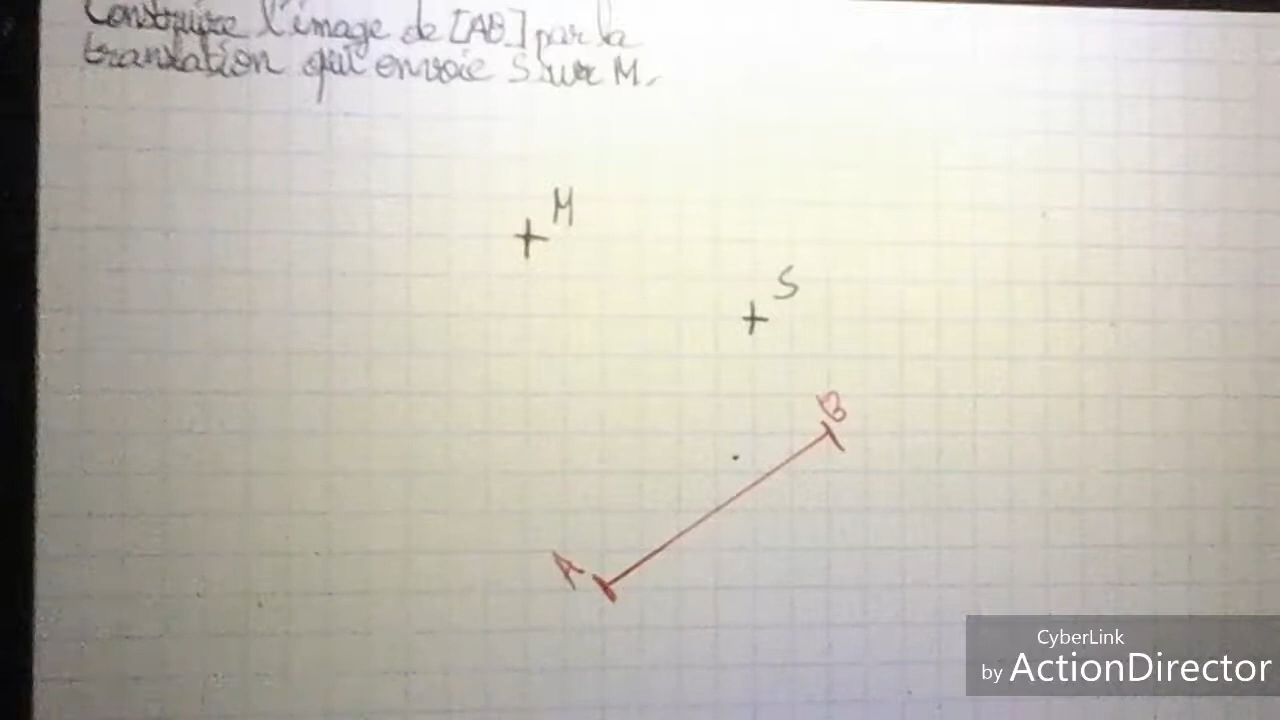 Construire l'image de [AB] par la
translation qui envoie S sur M.
M
S
B
A
CyberLink
by ActionDirector